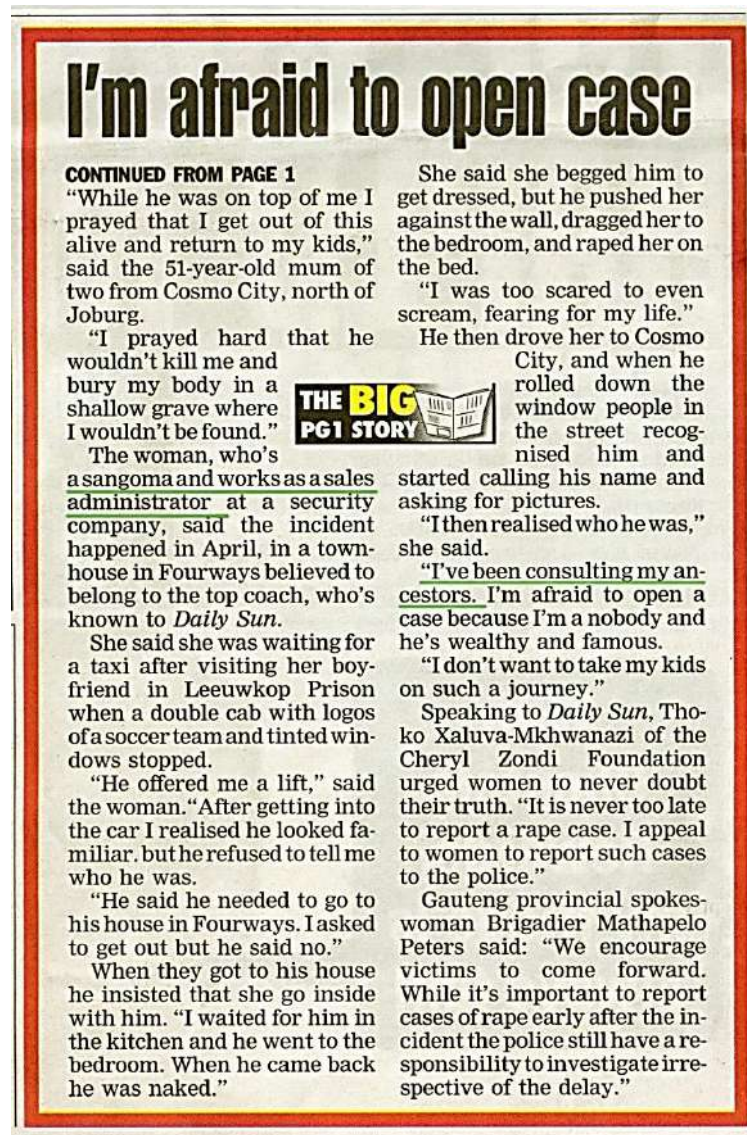 I'm afraid to open case
CONTINUED FROM PAGE 1
“While he was on top of me I
prayed that I get out of this
alive and return to my kids,”
said the 51-year-old mum of
two from Cosmo City, north of
Joburg.
“I prayed hard that he
wouldn’t kill me and
bury my body in a
shallow grave where
I wouldn’t be found.”
The woman, who’s
a sangoma and works as a sales
administrator at a security
company, said the incident
happened in April, in a town-
house in Fourways believed to
belong to the top coach, who’s
known to Daily Sun.
She said she was waiting for
a taxi after visiting her boy-
friend in Leeuwkop Prison
when a double cab with logos
of a soccer team and tinted win-
dows stopped.
“He offered me a lift,” said
the woman. “After getting into
the car I realised he looked fa-
miliar. but he refused to tell me
who he was.
“He said he needed to go to
his house in Fourways. I asked
to get out but he said no.”
When they got to his house
he insisted that she go inside
with him. “I waited for him in
the kitchen and he went to the
bedroom. When he came back
he was naked.”
THE BIG
PG1 STORY
She said she begged him to
get dressed, but he pushed her
against the wall, dragged her to
the bedroom, and raped her on
the bed.
“I was too scared to even
scream, fearing for my life.”
He then drove her to Cosmo
City, and when he
rolled down the
window people in
the street recog-
nised him and
started calling his name and
asking for pictures.
“I then realised who he was,”
she said.
“I’ve been consulting my an-
cestors. I’m afraid to open a
case because I’m a nobody and
he’s wealthy and famous.
“I don’t want to take my kids
on such a journey.”
Speaking to Daily Sun, Tho-
ko Xaluva-Mkhwanazi of the
Cheryl Zondi Foundation
urged women to never doubt
their truth. “It is never too late
to report a rape case. I appeal
to women to report such cases
to the police.”
Gauteng provincial spokes-
woman Brigadier Mathapelo
Peters said: “We encourage
victims to come forward.
While it’s important to report
cases of rape early after the in-
cident the police still have a re-
sponsibility to investigate irre-
spective of the delay.”